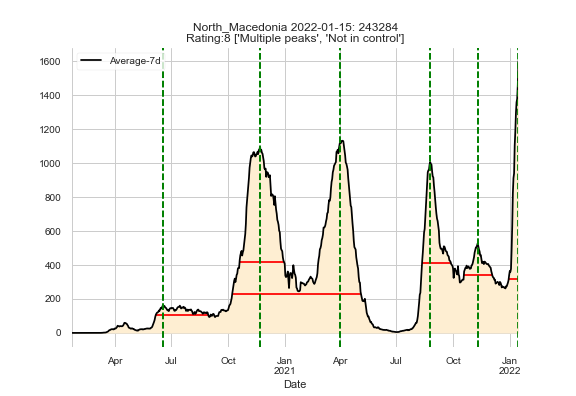 North_Macedonia 2022-01-15: 243284
Rating:8 ['Multiple peaks', 'Not in control']
Average-7d
1600
1400
1200
1000
800
600
400
200
0
Apr Jul Oct Jan Apr Jul Oct Jan
2021 2022
Date